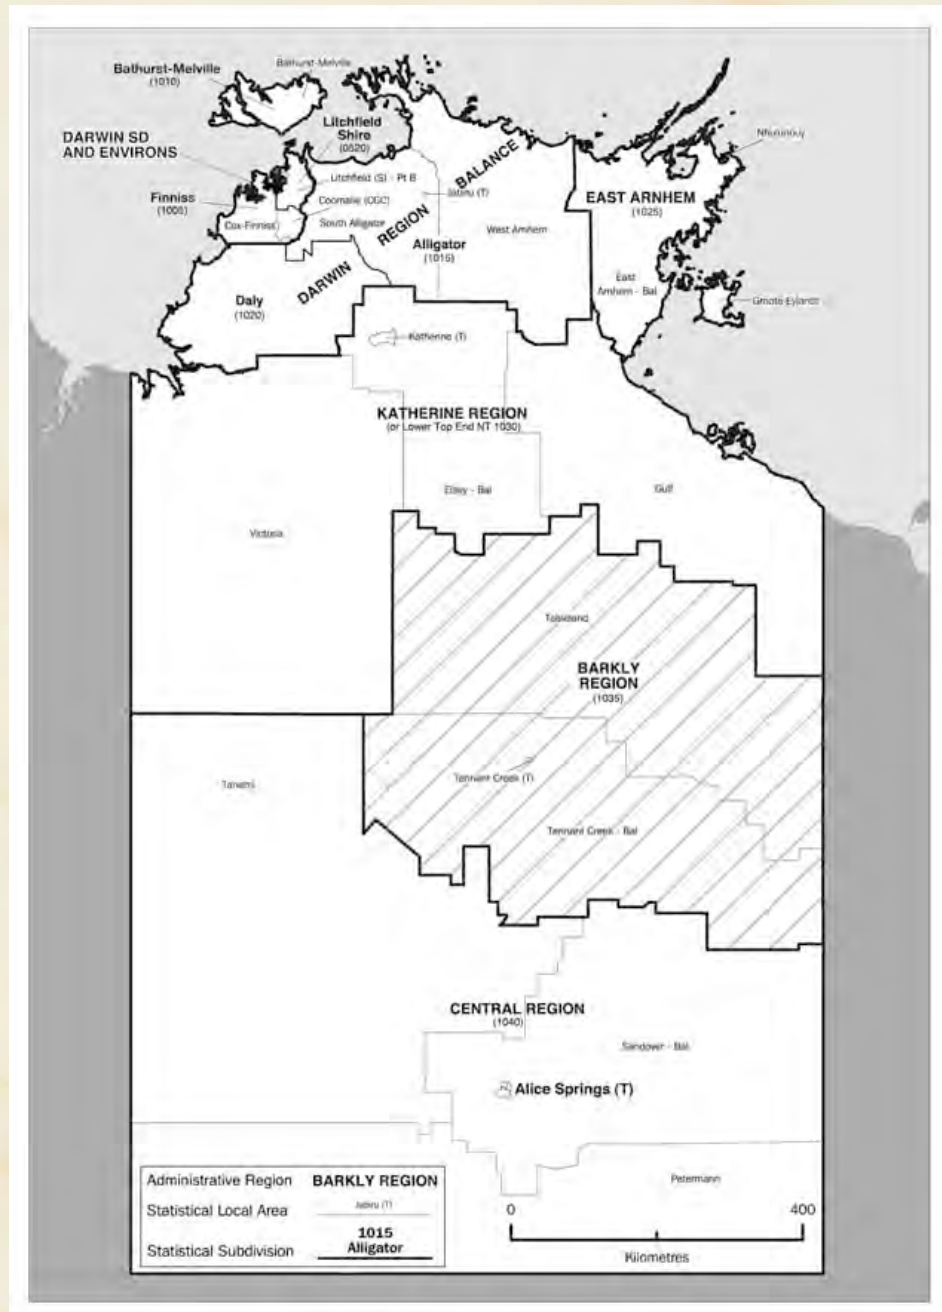 Bathurst-Melville
Bathurst-Melville
(1010)
Litchfield
Shire
(0520)
DARWIN SD
AND ENVIRONS
Nhulunbuy
BALANCE
Litchfield (S) - Pt B
Jabiru (T)
EAST ARNHEM
(1025)
Finniss
(1005)
Coomalie (CGC)
Cox-Finniss
South Alligator
REGION
West Arnhem
Alligator
(1015)
DARWIN
East
Arnhem - Bal
Groote Eylandt
Daly
(1020)
Katherine (T)
KATHERINE REGION
(or Lower Top End NT 1030)
Elsey - Bal
Gulf
Victoria
Tableland
BARKLY
REGION
(1035)
Tanami
Tennant Creek (T)
Tennant Creek - Bal
CENTRAL REGION
(1040)
Sandover - Bal
Alice Springs (T)
Petermann
Administrative Region BARKLY REGION
Statistical Local Area Jabiru (T)
1015
Statistical Subdivision Alligator
0 400
Kilometres